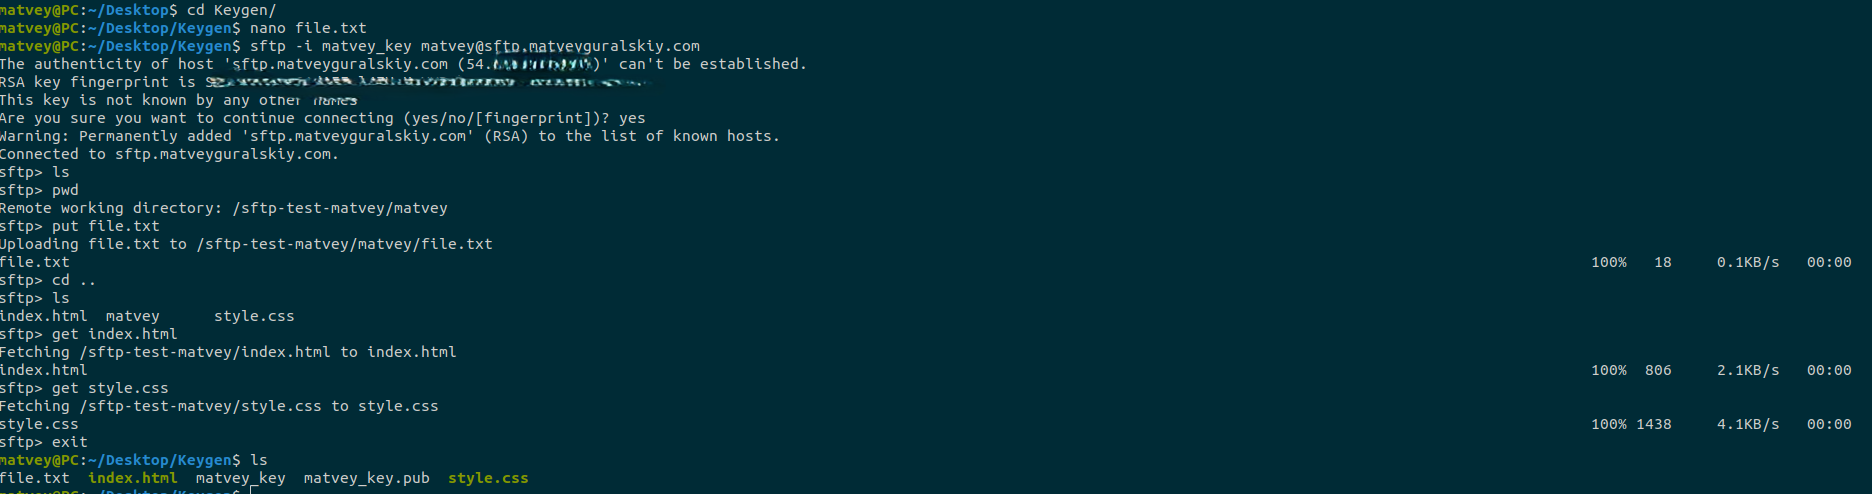 matvey@PC:~/Desktop$ cd Keygen/
matvey@PC:~/Desktop/Keygen$ nano file.txt
matvey@PC:~/Desktop/Keygen$ sftp -i matvey_key matvey@sftp.matveyguralskiy.com
The authenticity of host 'sftp.matveyguralskiy.com (54. )' can't be established.
RSA key fingerprint is
This key is not known by any other names
Are you sure you want to continue connecting (yes/no/[fingerprint])? yes
Warning: Permanently added 'sftp.matveyguralskiy.com' (RSA) to the list of known hosts.
Connected to sftp.matveyguralskiy.com.
sftp> ls
sftp> pwd
Remote working directory: /sftp-test-matvey/matvey
sftp> put file.txt
Uploading file.txt to /sftp-test-matvey/matvey/file.txt
file.txt 100% 18 0.1KB/s 00:00
sftp> cd ..
sftp> ls
index.html matvey style.css
sftp> get index.html
Fetching /sftp-test-matvey/index.html to index.html
index.html 100% 806 2.1KB/s 00:00
sftp> get style.css
Fetching /sftp-test-matvey/style.css to style.css
style.css 100% 1438 4.1KB/s 00:00
sftp> exit
matvey@PC:~/Desktop/Keygen$ ls
file.txt index.html matvey_key matvey_key.pub style.css
matvey@PC:~/Desktop/Keygen$